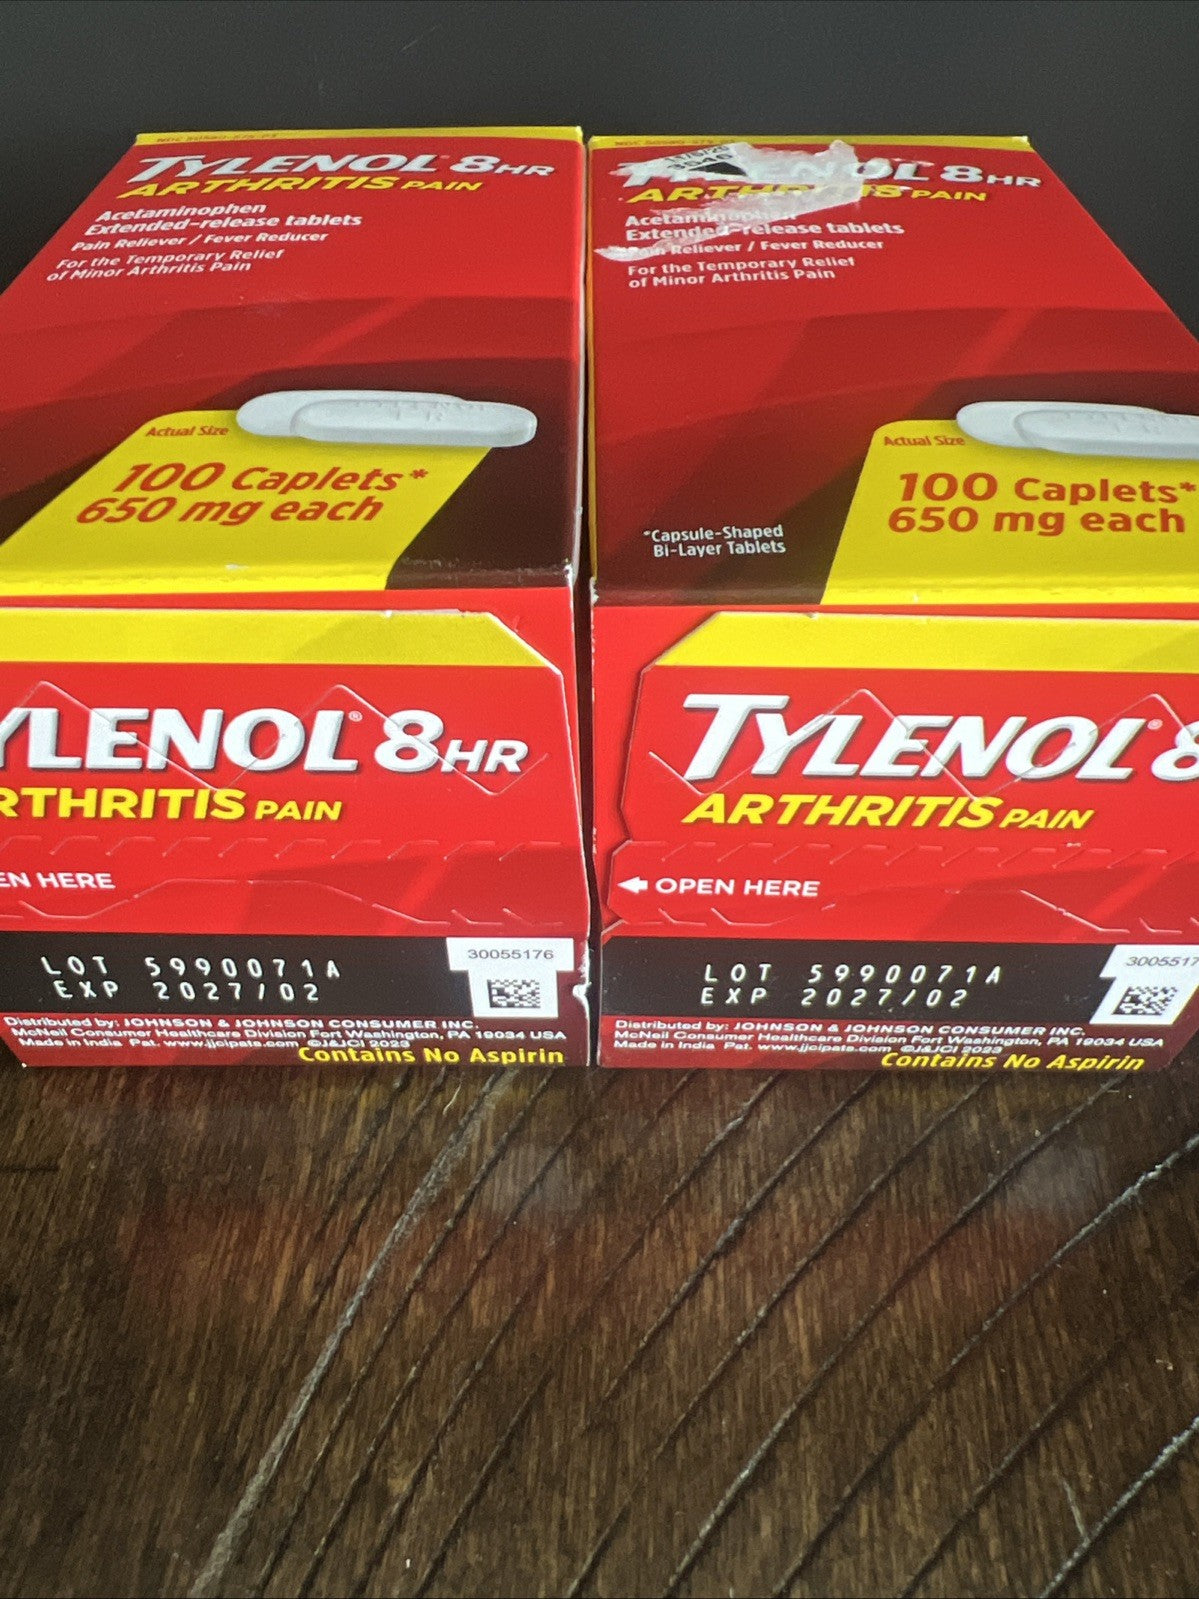 TYLENOL 8HR
ARTHRITIS PAIN
Acetaminophen
Extended-release tablets
Pain Reliever / Fever Reducer
For the Temporary Relief
of Minor Arthritis Pain
Actual Size
100 Caplets*
650 mg each
YLENOL® 8HR
RTHRITIS PAIN
EN HERE
LOT 5990071A
EXP 2027/02
30055176
Distributed by: JOHNSON & JOHNSON CONSUMER INC.
McNeil Consumer Healthcare Division Fort Washington, PA 19034 USA
Made in India Pat. www.jjcipats.com ©J&JCI 2023
Contains No Aspirin
3546
TYLENOL 8HR
ARTHRITIS PAIN
Acetaminophen
Extended-release tablets
Pain Reliever / Fever Reducer
For the Temporary Relief
of Minor Arthritis Pain
Actual Size
100 Caplets*
650 mg each
*Capsule-Shaped
Bi-Layer Tablets
TYLENOL® 8
ARTHRITIS PAIN
OPEN HERE
LOT 5990071A
EXP 2027/02
3005517
Distributed by: JOHNSON & JOHNSON CONSUMER INC.
McNeil Consumer Healthcare Division Fort Washington, PA 19034 USA
Made in India Pat. www.jjcipats.com ©J&JCI 2023
Contains No Aspirin